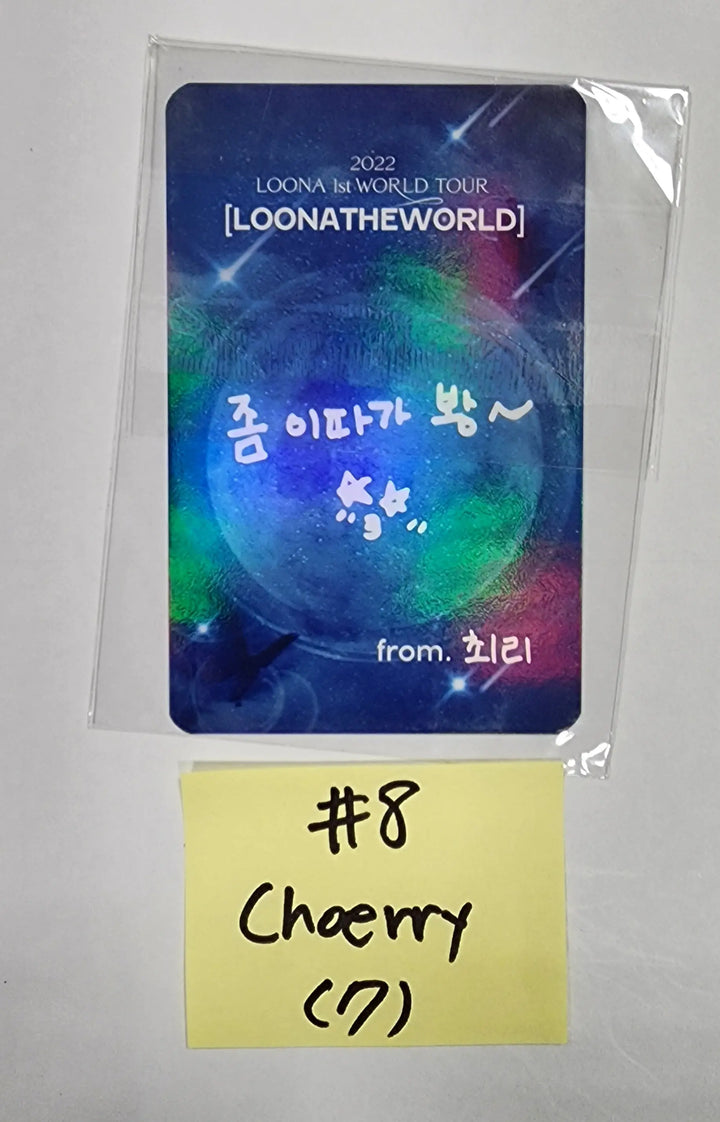 2022
LOONA 1st WORLD TOUR
[LOONATHEWORLD]
좀 이따가 봥~
from. 최리
#8
Choerry
(7)